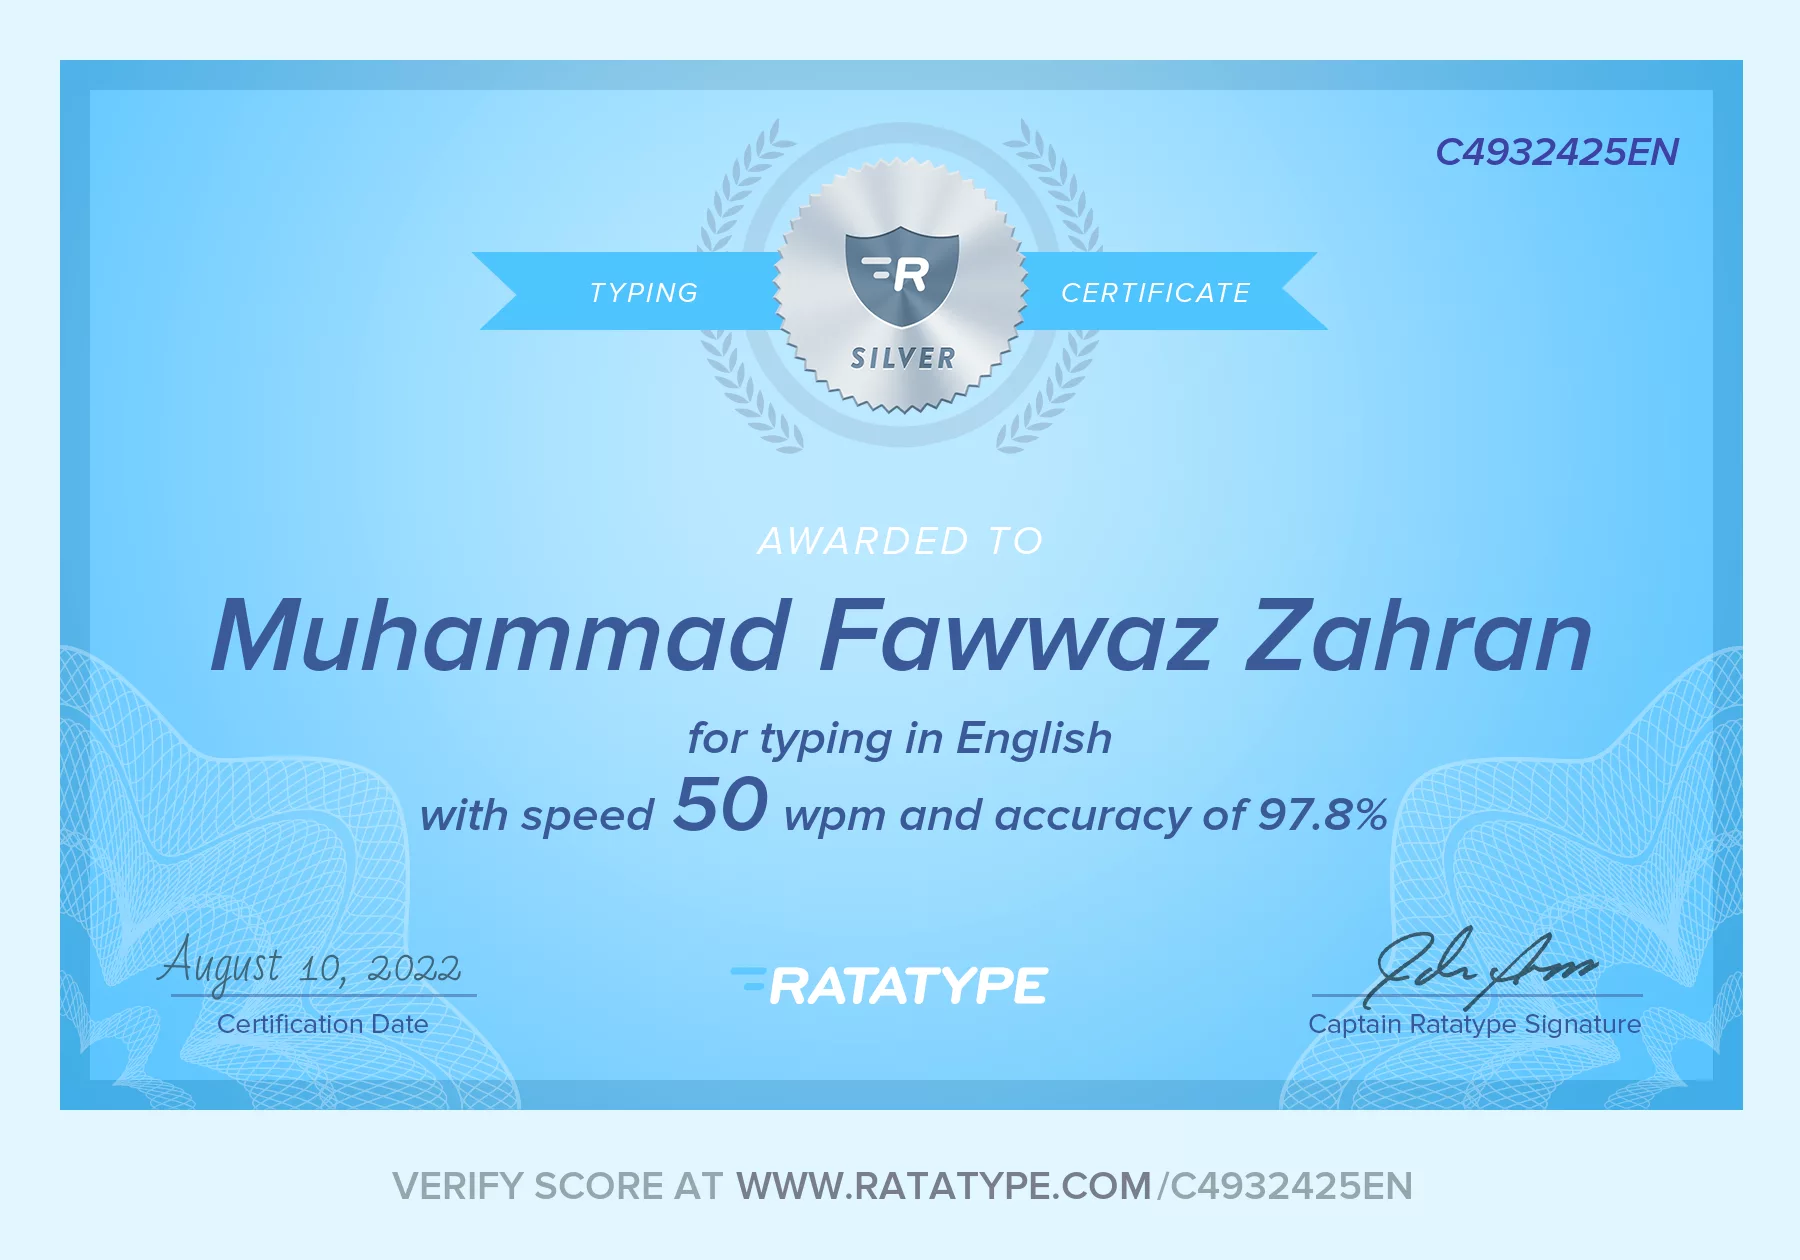 C4932425EN
TYPING
CERTIFICATE
R
SILVER
AWARDED TO
Muhammad Fawwaz Zahran
for typing in English
with speed 50 wpm and accuracy of 97.8%
August 10, 2022
RATATYPE
Certification Date
Captain Ratatype Signature
VERIFY SCORE AT WWW.RATATYPE.COM/C4932425EN